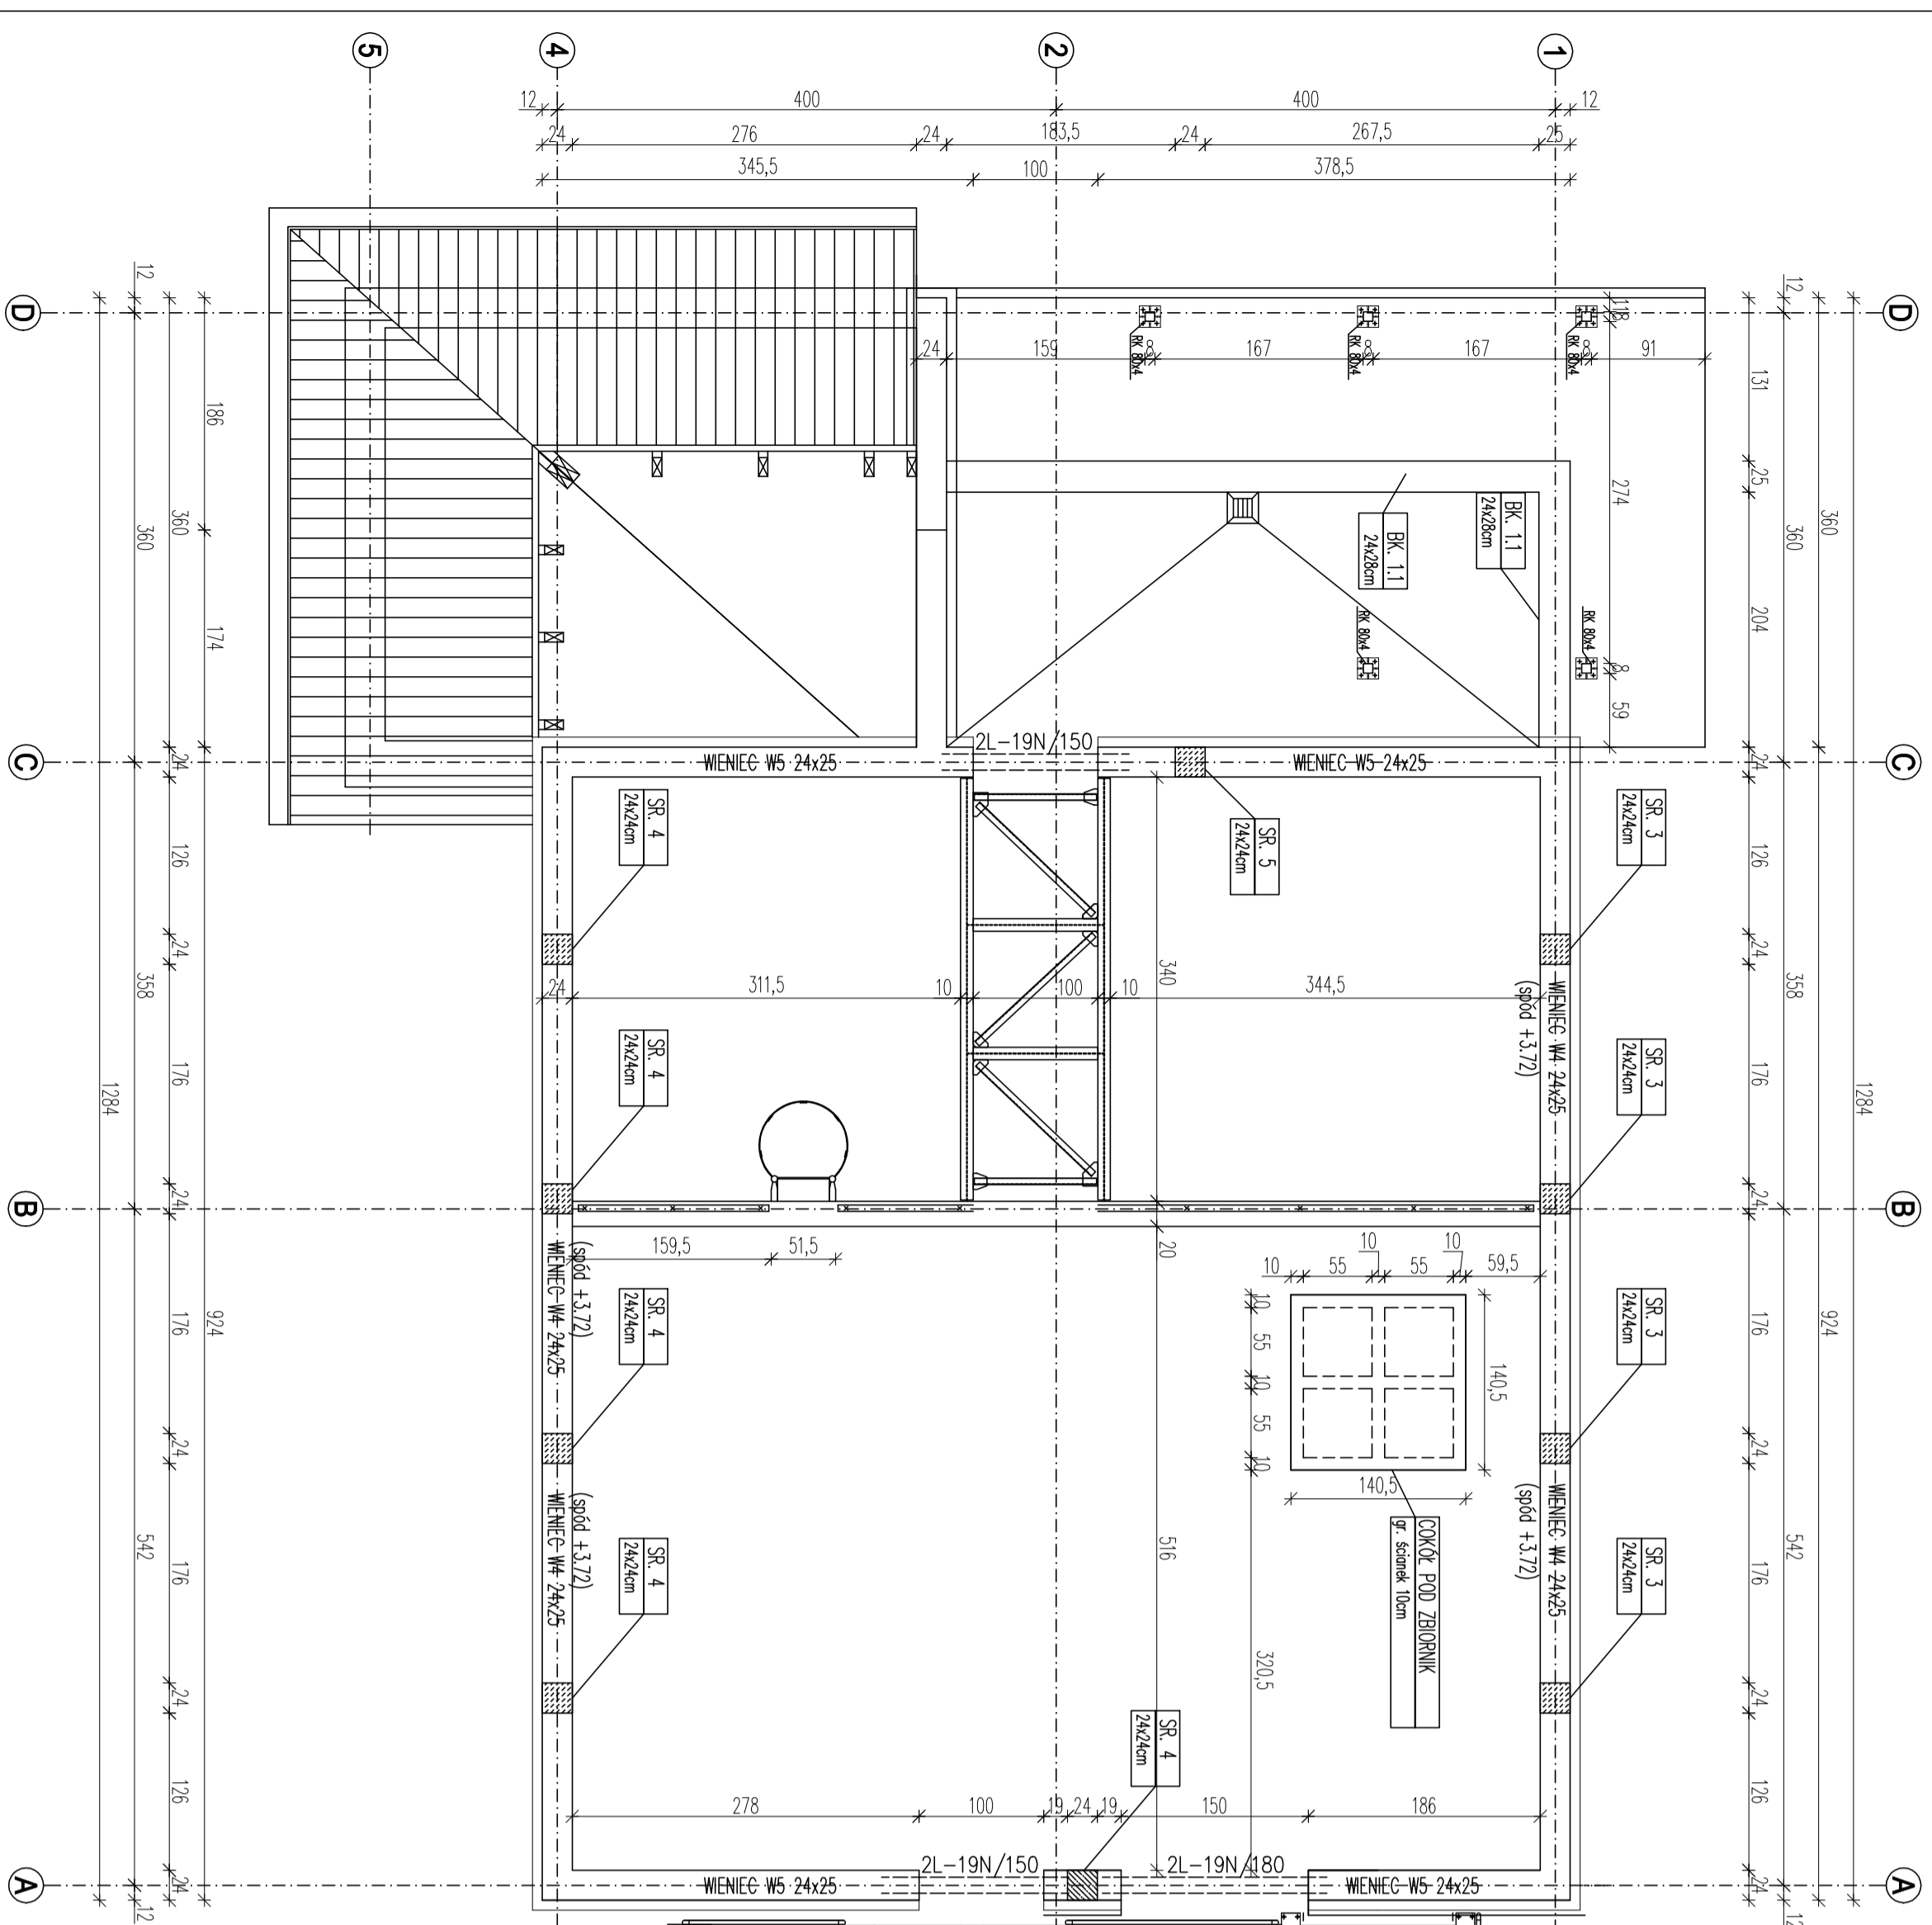 5
4
2
1
12
400
400
12
24
276
24
183,5
24
267,5
25
345,5
100
378,5
D
D
C
C
B
B
A
A
12
360
358
542
12
1284
186
174
924
360
24
126
24
176
24
176
24
176
24
126
24
12
360
358
542
1284
360
924
131
25
204
24
126
24
176
24
176
24
176
24
126
24
118
274
8
59
24
159
8
167
8
167
8
91
RK 80x4
RK 80x4
RK 80x4
RK 80x4
RK 80x4
BK. 1.1
24x28cm
BK. 1.1
24x28cm
2L-19N/150
WIENIEC W5 24x25
WIENIEC W5 24x25
SR. 4
24x24cm
SR. 5
24x24cm
SR. 3
24x24cm
24
311,5
10
100
10
344,5
340
WIENIEC W4 24x25
(spód +3.72)
SR. 4
24x24cm
SR. 3
24x24cm
159,5
51,5
20
10
55
10
55
10
59,5
10
55
10
55
10
140,5
140,5
(spód +3.72)
WIENIEC W4 24x25
SR. 4
24x24cm
SR. 3
24x24cm
(spód +3.72)
WIENIEC W4 24x25
516
320,5
COKÓŁ POD ZBIORNIK
gr. ścianek 10cm
WIENIEC W4 24x25
(spód +3.72)
SR. 4
24x24cm
SR. 3
24x24cm
SR. 4
24x24cm
278
100
19
24
19
150
186
WIENIEC W5 24x25
2L-19N/150
2L-19N/180
WIENIEC W5 24x25